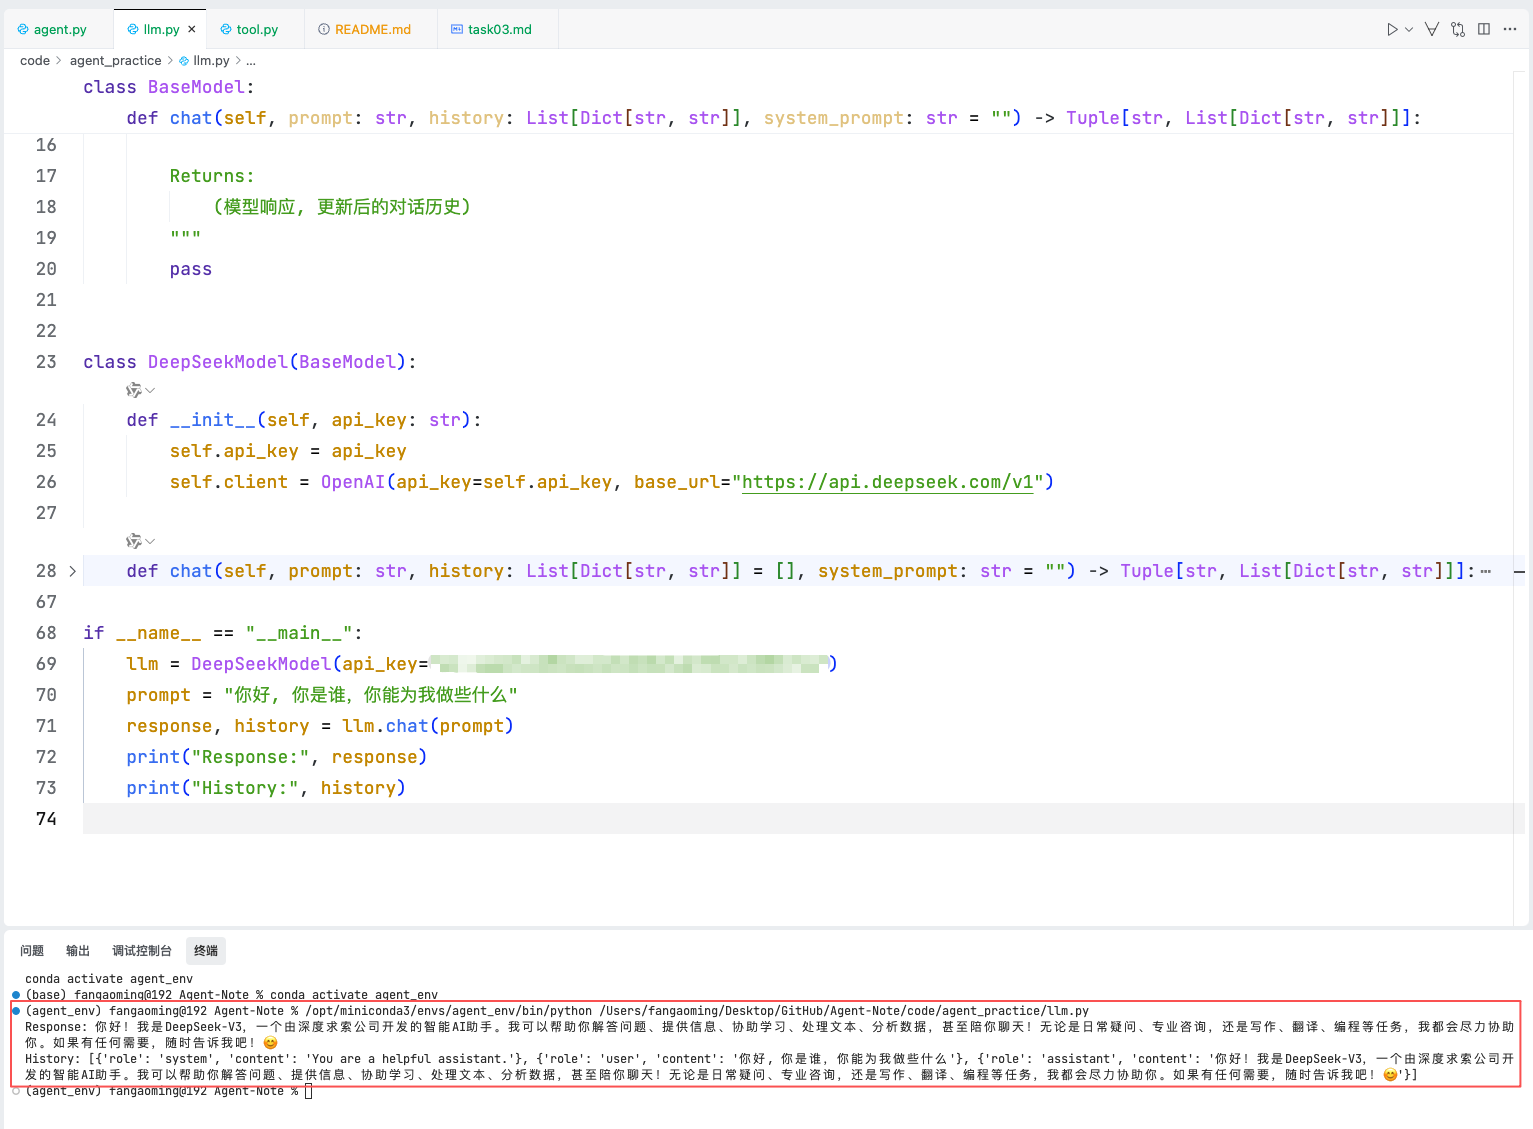 agent.py llm.py × tool.py README.md task03.md
code > agent_practice > llm.py > ...
class BaseModel:
def chat(self, prompt: str, history: List[Dict[str, str]], system_prompt: str = "") -> Tuple[str, List[Dict[str, str]]]:
16
17 Returns:
18 (模型响应, 更新后的对话历史)
19 """
20 pass
21
22
23 class DeepSeekModel(BaseModel):
24 def __init__(self, api_key: str):
25 self.api_key = api_key
26 self.client = OpenAI(api_key=self.api_key, base_url="https://api.deepseek.com/v1")
27
28 def chat(self, prompt: str, history: List[Dict[str, str]] = [], system_prompt: str = "") -> Tuple[str, List[Dict[str, str]]]:…
67
68 if __name__ == "__main__":
69 llm = DeepSeekModel(api_key=" ")
70 prompt = "你好, 你是谁, 你能为我做些什么"
71 response, history = llm.chat(prompt)
72 print("Response:", response)
73 print("History:", history)
74
问题 输出 调试控制台 终端
conda activate agent_env
(base) fangaoming@192 Agent-Note % conda activate agent_env
(agent_env) fangaoming@192 Agent-Note % /opt/miniconda3/envs/agent_env/bin/python /Users/fangaoming/Desktop/GitHub/Agent-Note/code/agent_practice/llm.py
Response: 你好！我是DeepSeek-V3，一个由深度求索公司开发的智能AI助手。我可以帮助你解答问题、提供信息、协助学习、处理文本、分析数据，甚至陪你聊天！无论是日常疑问、专业咨询，还是写作、翻译、编程等任务，我都会尽力协助
你。如果有任何需要，随时告诉我吧！😊
History: [{'role': 'system', 'content': 'You are a helpful assistant.'}, {'role': 'user', 'content': '你好, 你是谁, 你能为我做些什么'}, {'role': 'assistant', 'content': '你好！我是DeepSeek-V3，一个由深度求索公司开
发的智能AI助手。我可以帮助你解答问题、提供信息、协助学习、处理文本、分析数据，甚至陪你聊天！无论是日常疑问、专业咨询，还是写作、翻译、编程等任务，我都会尽力协助你。如果有任何需要，随时告诉我吧！😊'}]
(agent_env) fangaoming@192 Agent-Note %